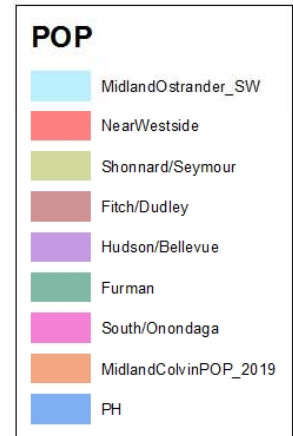 POP
MidlandOstrander_SW
NearWestside
Shonnard/Seymour
Fitch/Dudley
Hudson/Bellevue
Furman
South/Onondaga
MidlandColvinPOP_2019
PH